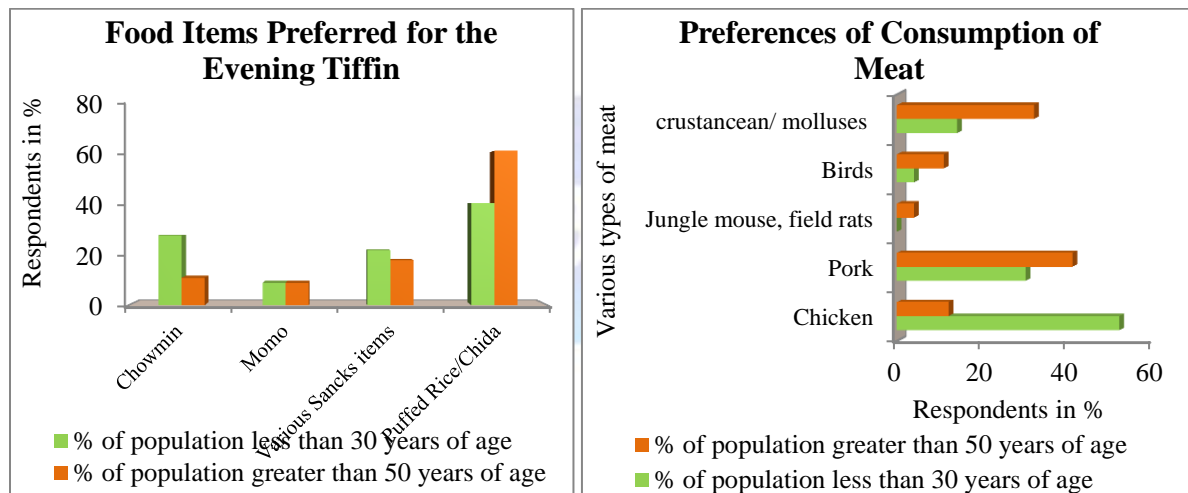 Food Items Preferred for the
Evening Tiffin
Respondents in %
80
60
40
20
0
Chowmin
Momo
Various Sancks items
Puffed Rice/Chida
% of population less than 30 years of age
% of population greater than 50 years of age
Preferences of Consumption of
Meat
Various types of meat
crustancean/ molluses
Birds
Jungle mouse, field rats
Pork
Chicken
0
20
40
60
Respondents in %
% of population greater than 50 years of age
% of population less than 30 years of age